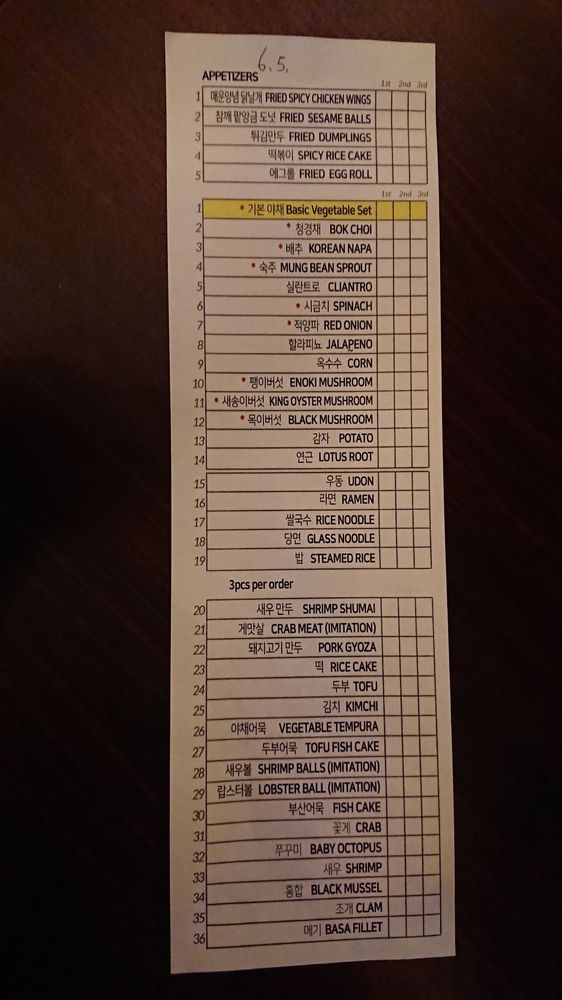 6.5.
APPETIZERS
1st 2nd 3rd
1 매운양념 닭날개 FRIED SPICY CHICKEN WINGS
2 참깨 팥앙금 도넛 FRIED SESAME BALLS
3 튀김만두 FRIED DUMPLINGS
4 떡볶이 SPICY RICE CAKE
5 에그롤 FRIED EGG ROLL
1st 2nd 3rd
1 * 기본 야채 Basic Vegetable Set
2 * 청경채 BOK CHOI
3 * 배추 KOREAN NAPA
4 * 숙주 MUNG BEAN SPROUT
5 실란트로 CLIANTRO
6 * 시금치 SPINACH
7 * 적양파 RED ONION
8 할라피뇨 JALAPENO
9 옥수수 CORN
10 * 팽이버섯 ENOKI MUSHROOM
11 * 새송이버섯 KING OYSTER MUSHROOM
12 * 목이버섯 BLACK MUSHROOM
13 감자 POTATO
14 연근 LOTUS ROOT
15 우동 UDON
16 라면 RAMEN
17 쌀국수 RICE NOODLE
18 당면 GLASS NOODLE
19 밥 STEAMED RICE
3pcs per order
20 새우 만두 SHRIMP SHUMAI
21 게맛살 CRAB MEAT (IMITATION)
22 돼지고기 만두 PORK GYOZA
23 떡 RICE CAKE
24 두부 TOFU
25 김치 KIMCHI
26 야채어묵 VEGETABLE TEMPURA
27 두부어묵 TOFU FISH CAKE
28 새우볼 SHRIMP BALLS (IMITATION)
29 랍스터볼 LOBSTER BALL (IMITATION)
30 부산어묵 FISH CAKE
31 꽃게 CRAB
32 쭈꾸미 BABY OCTOPUS
33 새우 SHRIMP
34 홍합 BLACK MUSSEL
35 조개 CLAM
36 메기 BASA FILLET